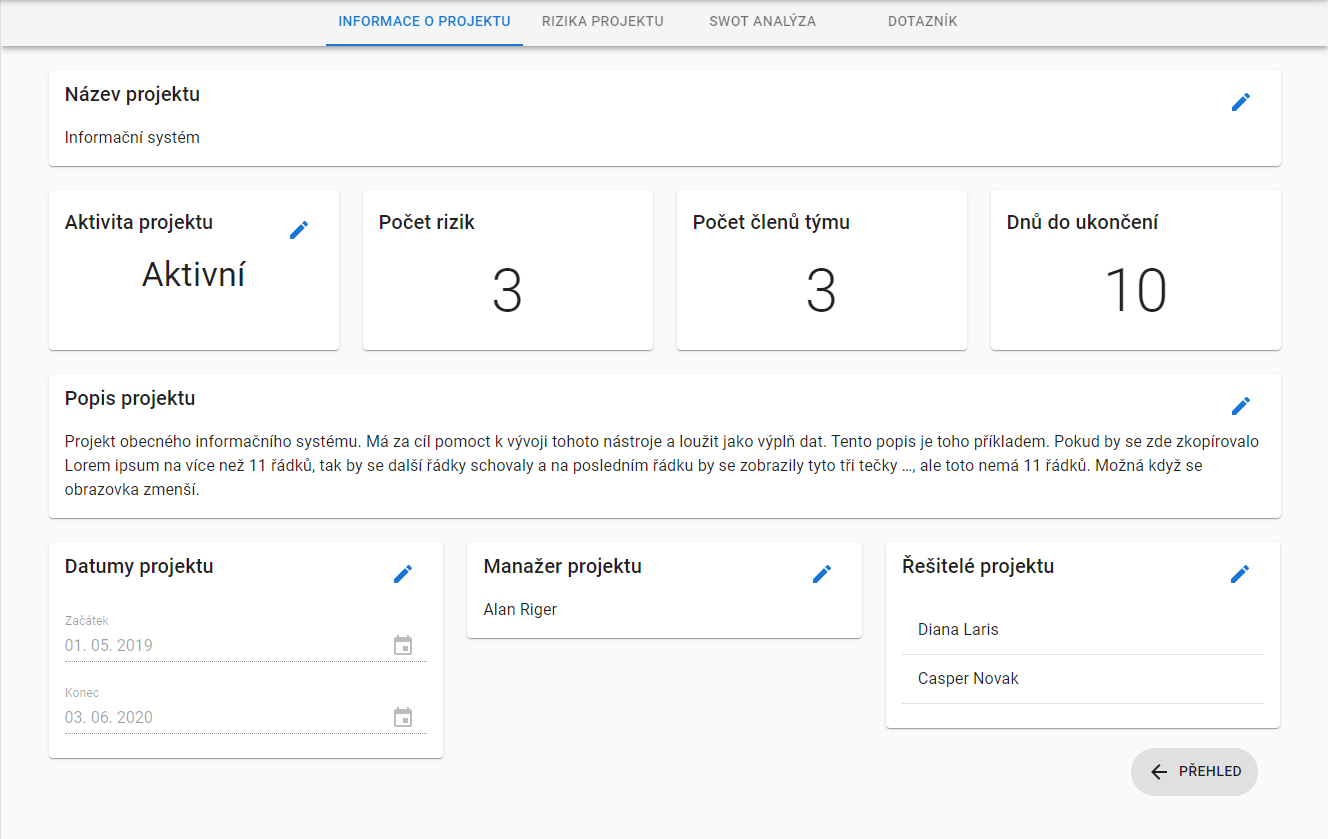 INFORMACE O PROJEKTU RIZIKA PROJEKTU SWOT ANALÝZA DOTAZNÍK
Název projektu
Informační systém
Aktivita projektu
Aktivní
Počet rizik
3
Počet členů týmu
3
Dnů do ukončení
10
Popis projektu
Projekt obecného informačního systému. Má za cíl pomoct k vývoji tohoto nástroje a loužit jako výplň dat. Tento popis je toho příkladem. Pokud by se zde zkopírovalo
Lorem ipsum na více než 11 řádků, tak by se další řádky schovaly a na posledním řádku by se zobrazily tyto tři tečky ..., ale toto nemá 11 řádků. Možná když se
obrazovka zmenší.
Datumy projektu
Začátek
01. 05. 2019
Konec
03. 06. 2020
Manažer projektu
Alan Riger
Řešitelé projektu
Diana Laris
Casper Novak
PŘEHLED